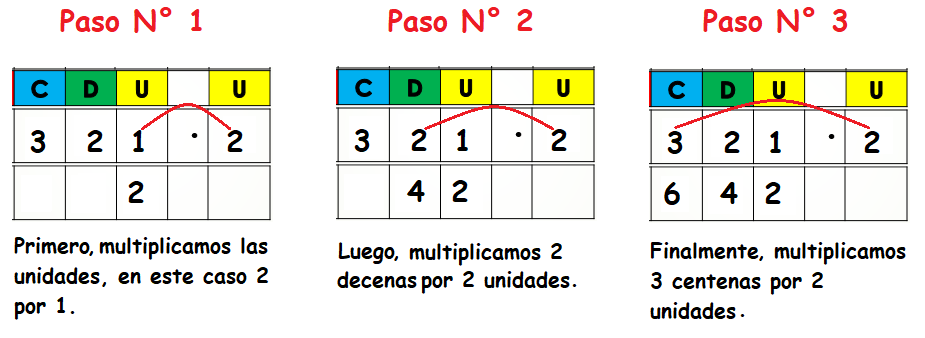 Paso N° 1
C D U U
3 2 1 · 2
2
Primero, multiplicamos las
unidades, en este caso 2
por 1.
Paso N° 2
C D U U
3 2 1 · 2
4 2
Luego, multiplicamos 2
decenas por 2 unidades.
Paso N° 3
C D U U
3 2 1 · 2
6 4 2
Finalmente, multiplicamos
3 centenas por 2
unidades.